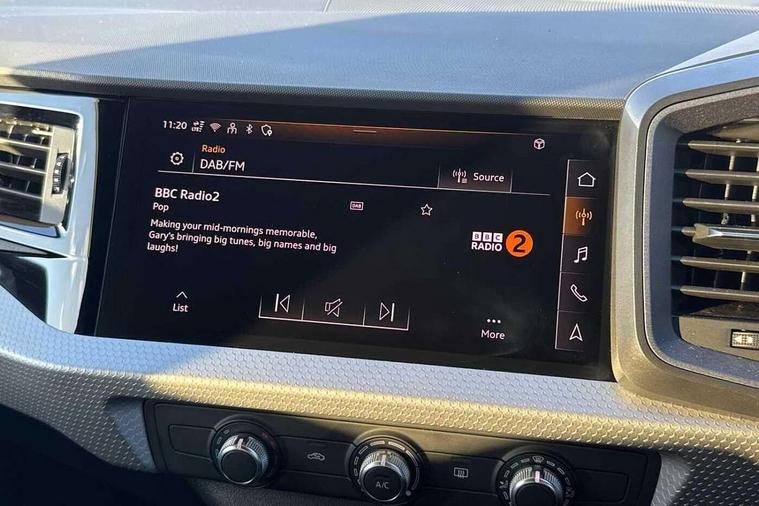 11:20
Radio
DAB/FM
Source
BBC Radio2
Pop
DAB
Making your mid-mornings memorable,
Gary's bringing big tunes, big names and big
laughs!
BBC
RADIO 2
List
More
A/C